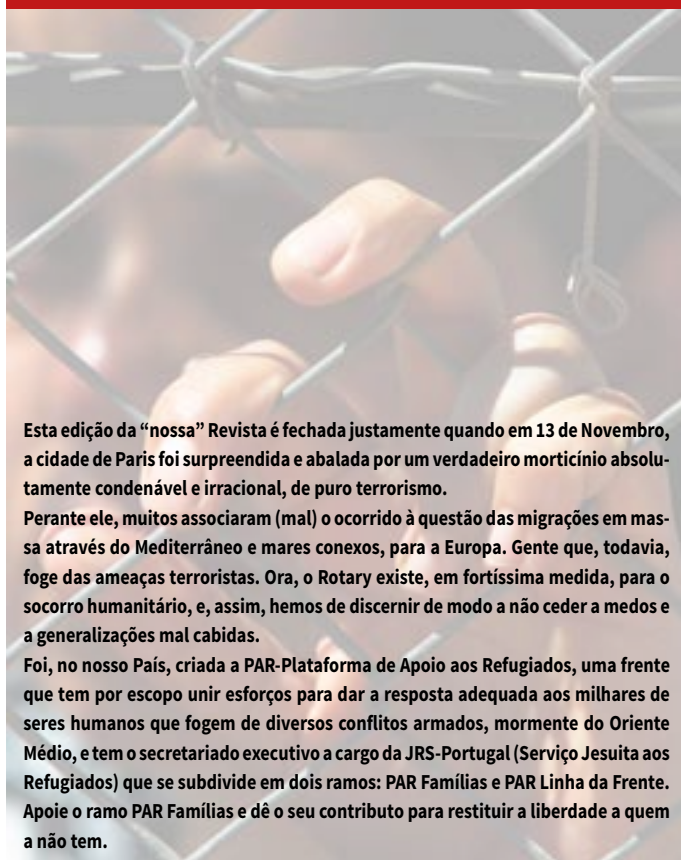 Esta edição da “nossa” Revista é fechada justamente quando em 13 de Novembro,
a cidade de Paris foi surpreendida e abalada por um verdadeiro morticínio absolu-
tamente condenável e irracional, de puro terrorismo.
Perante ele, muitos associaram (mal) o ocorrido à questão das migrações em mas-
sa através do Mediterrâneo e mares conexos, para a Europa. Gente que, todavia,
foge das ameaças terroristas. Ora, o Rotary existe, em fortíssima medida, para o
socorro humanitário, e, assim, hemos de discernir de modo a não ceder a medos e
a generalizações mal cabidas.
Foi, no nosso País, criada a PAR-Plataforma de Apoio aos Refugiados, uma frente
que tem por escopo unir esforços para dar a resposta adequada aos milhares de
seres humanos que fogem de diversos conflitos armados, mormente do Oriente
Médio, e tem o secretariado executivo a cargo da JRS-Portugal (Serviço Jesuita aos
Refugiados) que se subdivide em dois ramos: PAR Famílias e PAR Linha da Frente.
Apoie o ramo PAR Famílias e dê o seu contributo para restituir a liberdade a quem
a não tem.